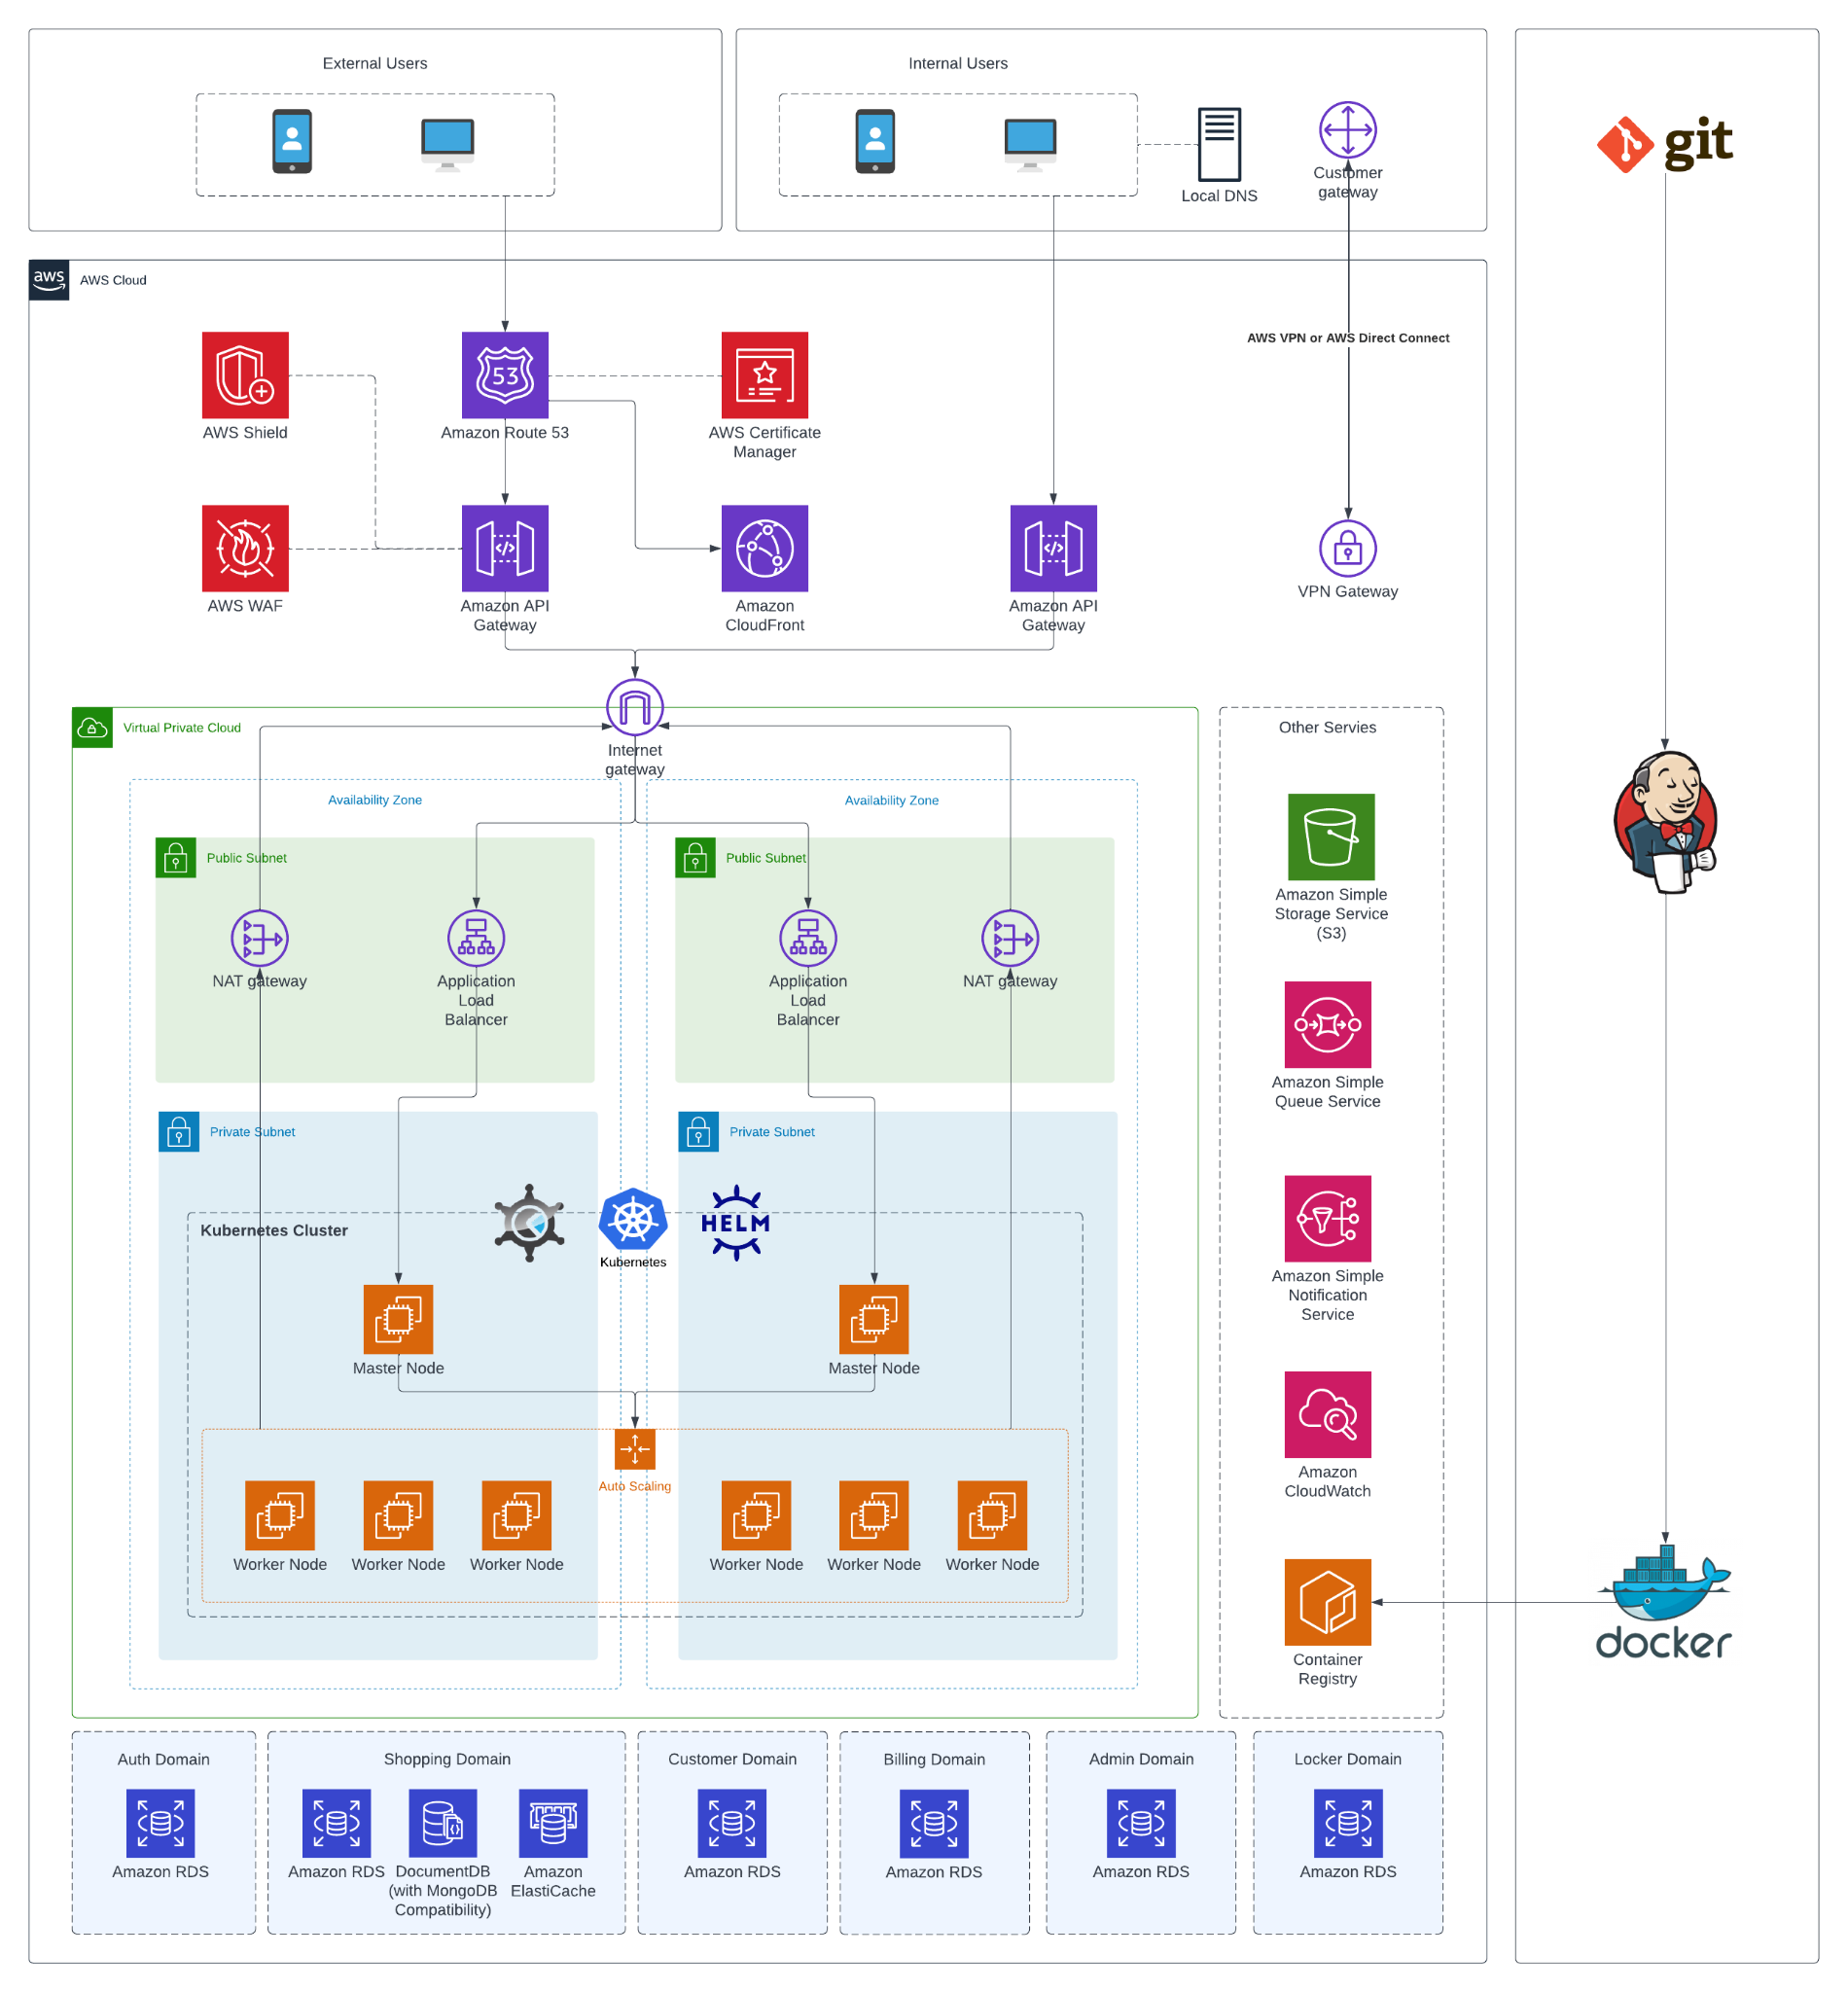 External Users
Internal Users
Local DNS
Customer
gateway
git
aws
AWS Cloud
AWS VPN or AWS Direct Connect
53
AWS Shield
Amazon Route 53
AWS Certificate
Manager
AWS WAF
Amazon API
Gateway
Amazon
CloudFront
Amazon API
Gateway
VPN Gateway
Virtual Private Cloud
Internet
gateway
Other Servies
Availability Zone
Availability Zone
Public Subnet
Public Subnet
NAT gateway
Application
Load
Balancer
Application
Load
Balancer
NAT gateway
Amazon Simple
Storage Service
(S3)
Amazon Simple
Queue Service
Private Subnet
Private Subnet
Kubernetes Cluster
Kubernetes
HELM
Amazon Simple
Notification
Service
Master Node
Master Node
Auto Scaling
Amazon
CloudWatch
Worker Node
Worker Node
Worker Node
Worker Node
Worker Node
Worker Node
Container
Registry
docker
Auth Domain
Amazon RDS
Shopping Domain
Amazon RDS
DocumentDB
(with MongoDB
Compatibility)
Amazon
ElastiCache
Customer Domain
Amazon RDS
Billing Domain
Amazon RDS
Admin Domain
Amazon RDS
Locker Domain
Amazon RDS